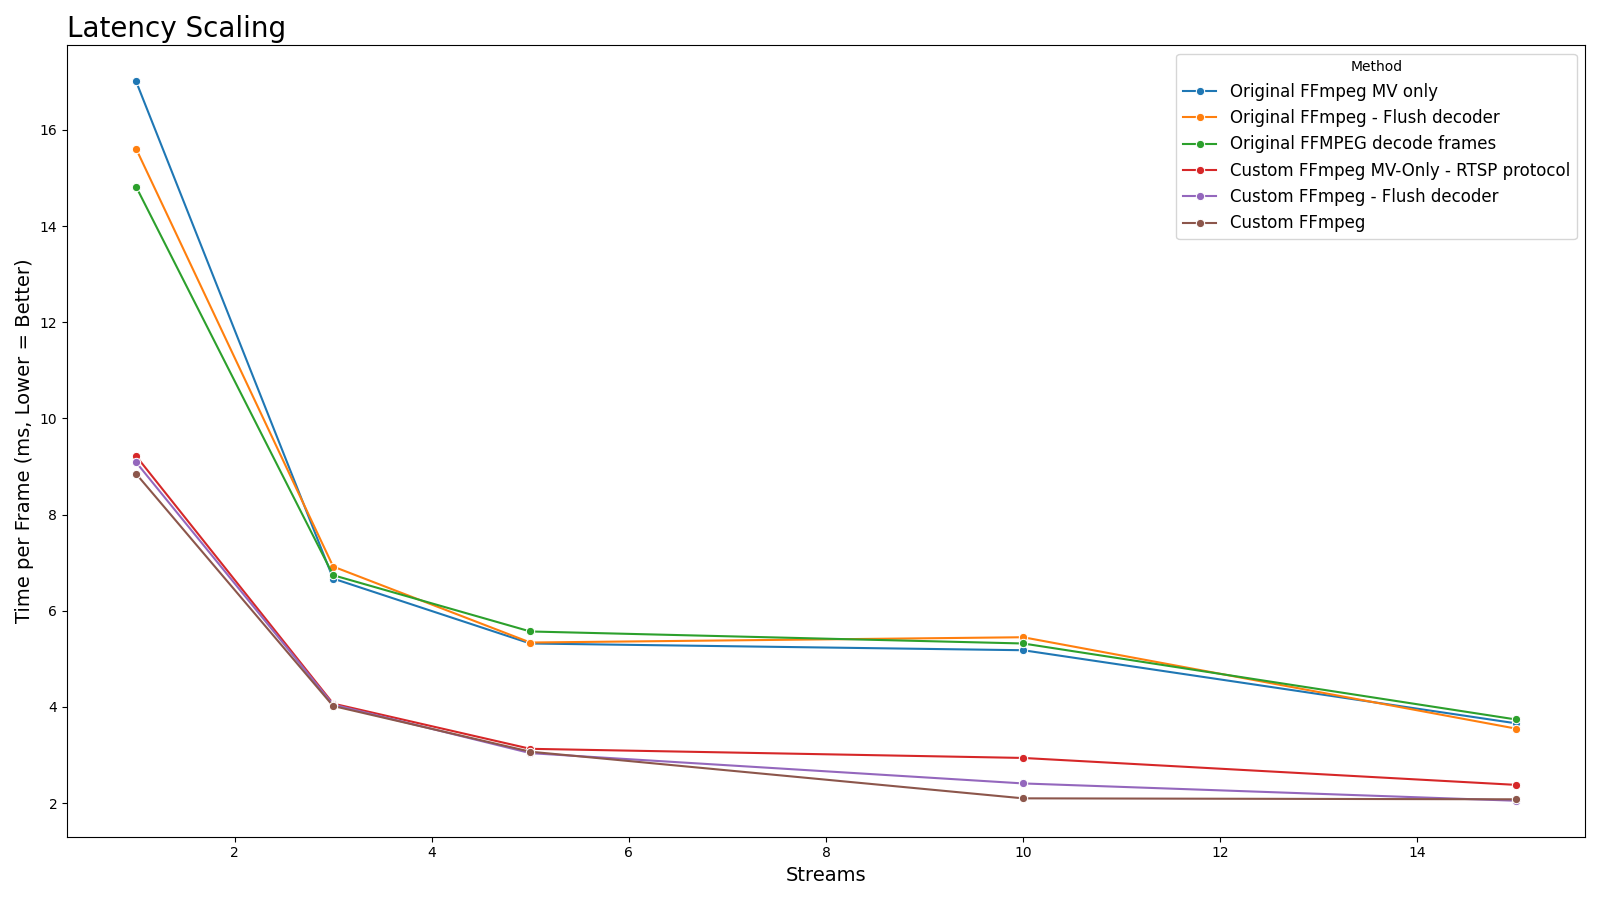 Latency Scaling
Method
Original FFmpeg MV only
Original FFmpeg - Flush decoder
Original FFMPEG decode frames
Custom FFmpeg MV-Only - RTSP protocol
Custom FFmpeg - Flush decoder
Custom FFmpeg
Time per Frame (ms, Lower = Better)
16
14
12
10
8
6
4
2
2 4 6 8 10 12 14
Streams